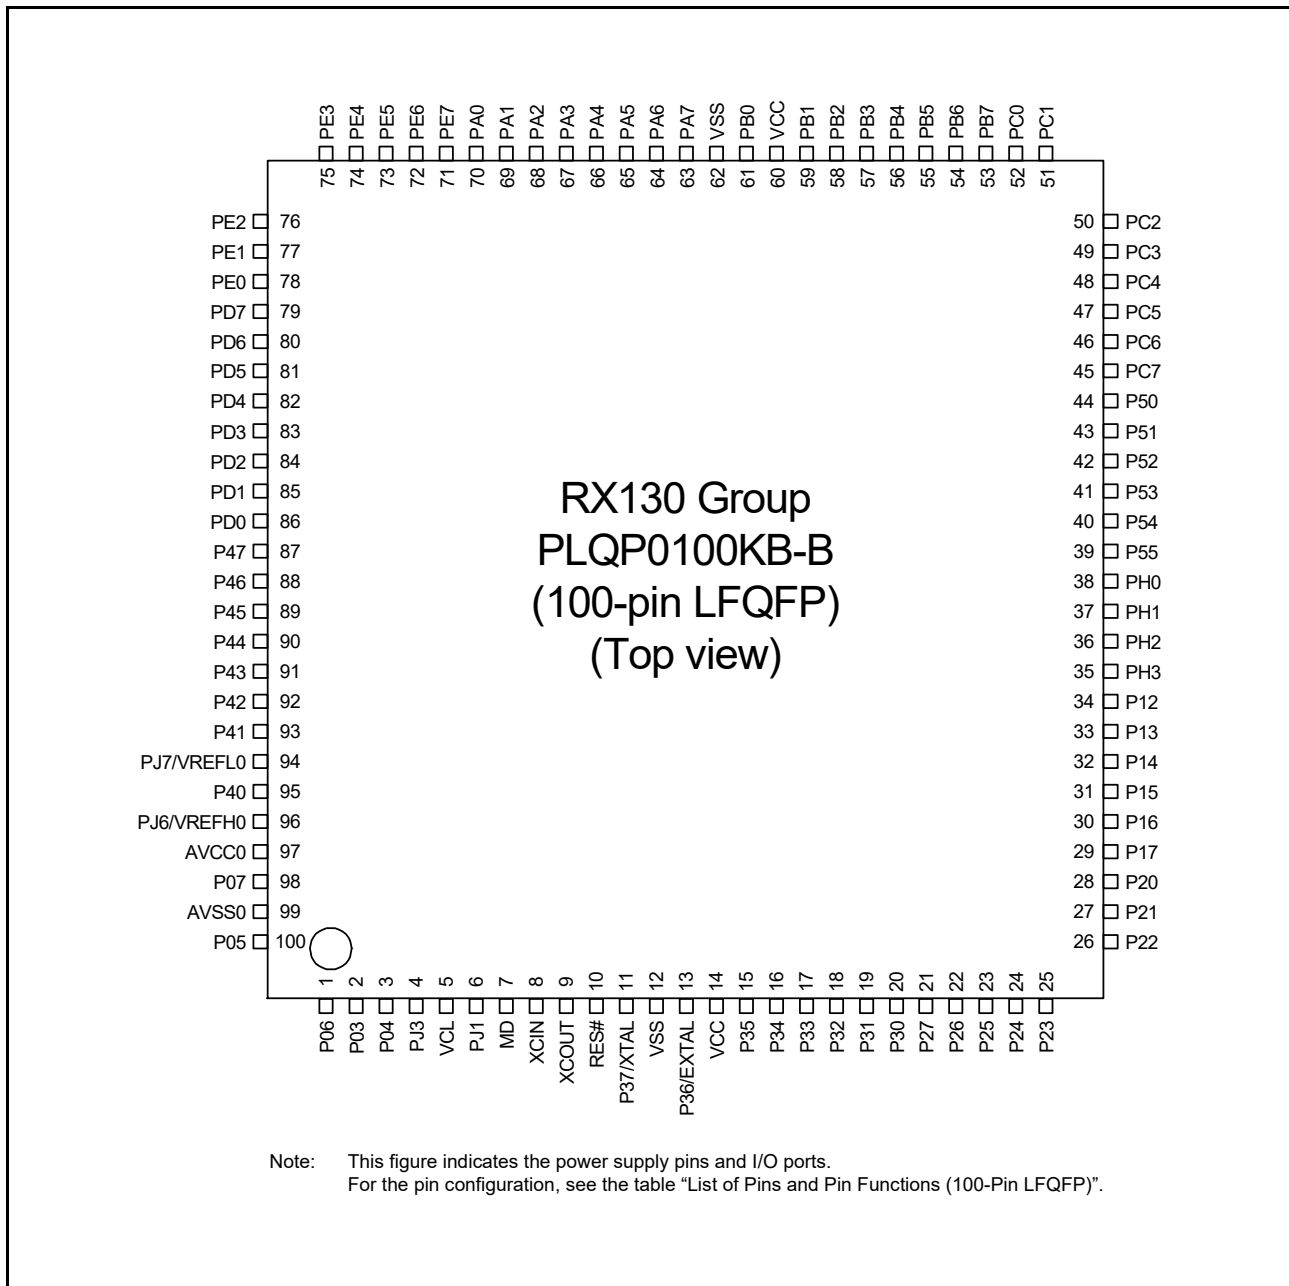 PE3
PE4
PE5
PE6
PE7
PA0
PA1
PA2
PA3
PA4
PA5
PA6
PA7
VSS
PB0
VCC
PB1
PB2
PB3
PB4
PB5
PB6
PB7
PC0
PC1
75
74
73
72
71
70
69
68
67
66
65
64
63
62
61
60
59
58
57
56
55
54
53
52
51
PE2 76
PE1 77
PE0 78
PD7 79
PD6 80
PD5 81
PD4 82
PD3 83
PD2 84
PD1 85
PD0 86
P47 87
P46 88
P45 89
P44 90
P43 91
P42 92
P41 93
PJ7/VREFL0 94
P40 95
PJ6/VREFH0 96
AVCC0 97
P07 98
AVSS0 99
P05 100
RX130 Group
PLQP0100KB-B
(100-pin LFQFP)
(Top view)
50 PC2
49 PC3
48 PC4
47 PC5
46 PC6
45 PC7
44 P50
43 P51
42 P52
41 P53
40 P54
39 P55
38 PH0
37 PH1
36 PH2
35 PH3
34 P12
33 P13
32 P14
31 P15
30 P16
29 P17
28 P20
27 P21
26 P22
1
2
3
4
5
6
7
8
9
10
11
12
13
14
15
16
17
18
19
20
21
22
23
24
25
P06
P03
P04
PJ3
VCL
PJ1
MD
XCIN
XCOUT
RES#
P37/XTAL
VSS
P36/EXTAL
VCC
P35
P34
P33
P32
P31
P30
P27
P26
P25
P24
P23
Note: This figure indicates the power supply pins and I/O ports.
For the pin configuration, see the table “List of Pins and Pin Functions (100-Pin LFQFP)”.